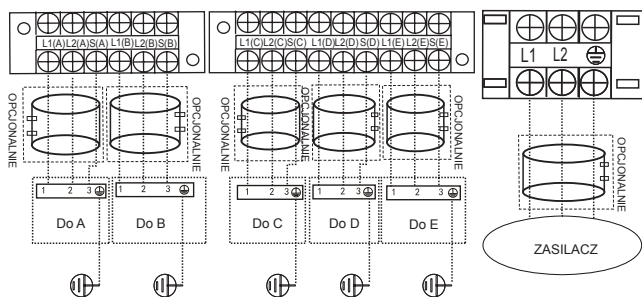 L1(A) L2(A) S(A) L1(B) L2(B) S(B)
L1(C) L2(C) S(C) L1(D) L2(D) S(D) L1(E) L2(E) S(E)
L1 L2
OPCJONALNIE
OPCJONALNIE
OPCJONALNIE
OPCJONALNIE
OPCJONALNIE
OPCJONALNIE
1 2 3
1 2 3
1 2 3
1 2 3
1 2 3
Do A
Do B
Do C
Do D
Do E
ZASILACZ